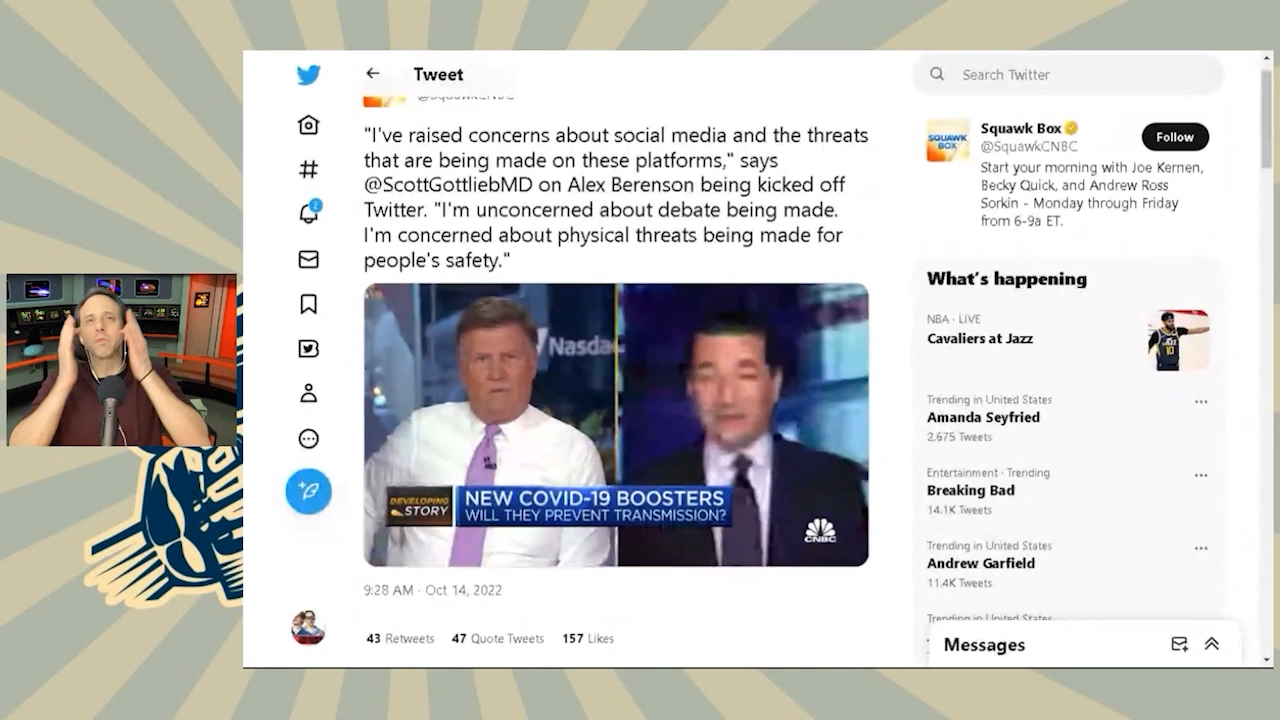 Tweet
@SquawkCNBC
"I've raised concerns about social media and the threats
that are being made on these platforms," says
@ScottGottliebMD on Alex Berenson being kicked off
Twitter. "I'm unconcerned about debate being made.
I'm concerned about physical threats being made for
people's safety."
Nasda
DEVELOPING
STORY
NEW COVID-19 BOOSTERS
WILL THEY PREVENT TRANSMISSION?
CNBC
9:28 AM · Oct 14, 2022
43 Retweets 47 Quote Tweets 157 Likes
2
Search Twitter
SQUAWK
BOX
Squawk Box
@SquawkCNBC
Follow
Start your morning with Joe Kernen,
Becky Quick, and Andrew Ross
Sorkin - Monday through Friday
from 6-9a ET.
What's happening
NBA · LIVE
Cavaliers at Jazz
Trending in United States
Amanda Seyfried
2,675 Tweets
Entertainment · Trending
Breaking Bad
14.1K Tweets
Trending in United States
Andrew Garfield
11.4K Tweets
Trending in United States
Messages